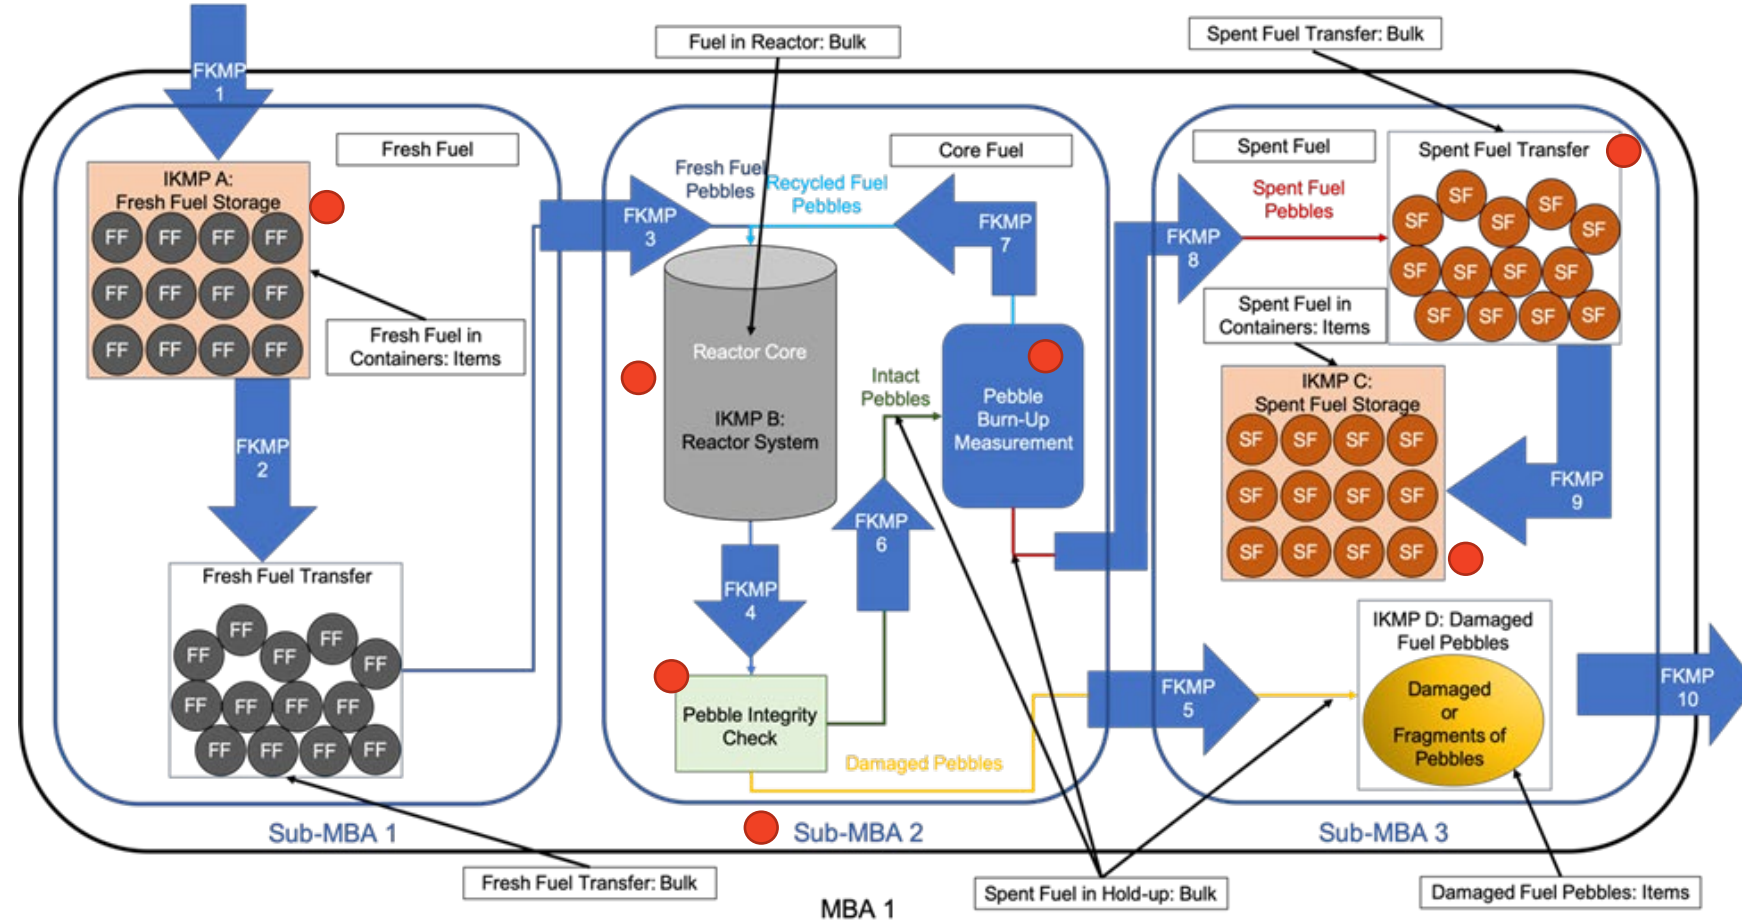 Fuel in Reactor: Bulk
Spent Fuel Transfer: Bulk
FKMP
1
Fresh Fuel
IKMP A:
Fresh Fuel Storage
FF FF FF FF
FF FF FF FF
FF FF FF FF
Fresh Fuel in
Containers: Items
FKMP
2
Fresh Fuel Transfer
FF FF
FF FF FF
FF FF FF FF
FF FF FF FF
Sub-MBA 1
Fresh Fuel Transfer: Bulk
FKMP
3
Core Fuel
Fresh Fuel
Pebbles
Recycled Fuel
Pebbles
FKMP
7
Reactor Core
IKMP B:
Reactor System
Intact
Pebbles
Pebble
Burn-Up
Measurement
FKMP
4
FKMP
6
Pebble Integrity
Check
Damaged Pebbles
Sub-MBA 2
Spent Fuel in Hold-up: Bulk
FKMP
8
FKMP
5
Spent Fuel
Spent Fuel
Pebbles
Spent Fuel Transfer
SF SF
SF SF SF
SF SF SF SF
SF SF SF SF
Spent Fuel in
Containers: Items
IKMP C:
Spent Fuel Storage
SF SF SF SF
SF SF SF SF
SF SF SF SF
FKMP
9
IKMP D: Damaged
Fuel Pebbles
Damaged
or
Fragments of
Pebbles
FKMP
10
Sub-MBA 3
Damaged Fuel Pebbles: Items
MBA 1